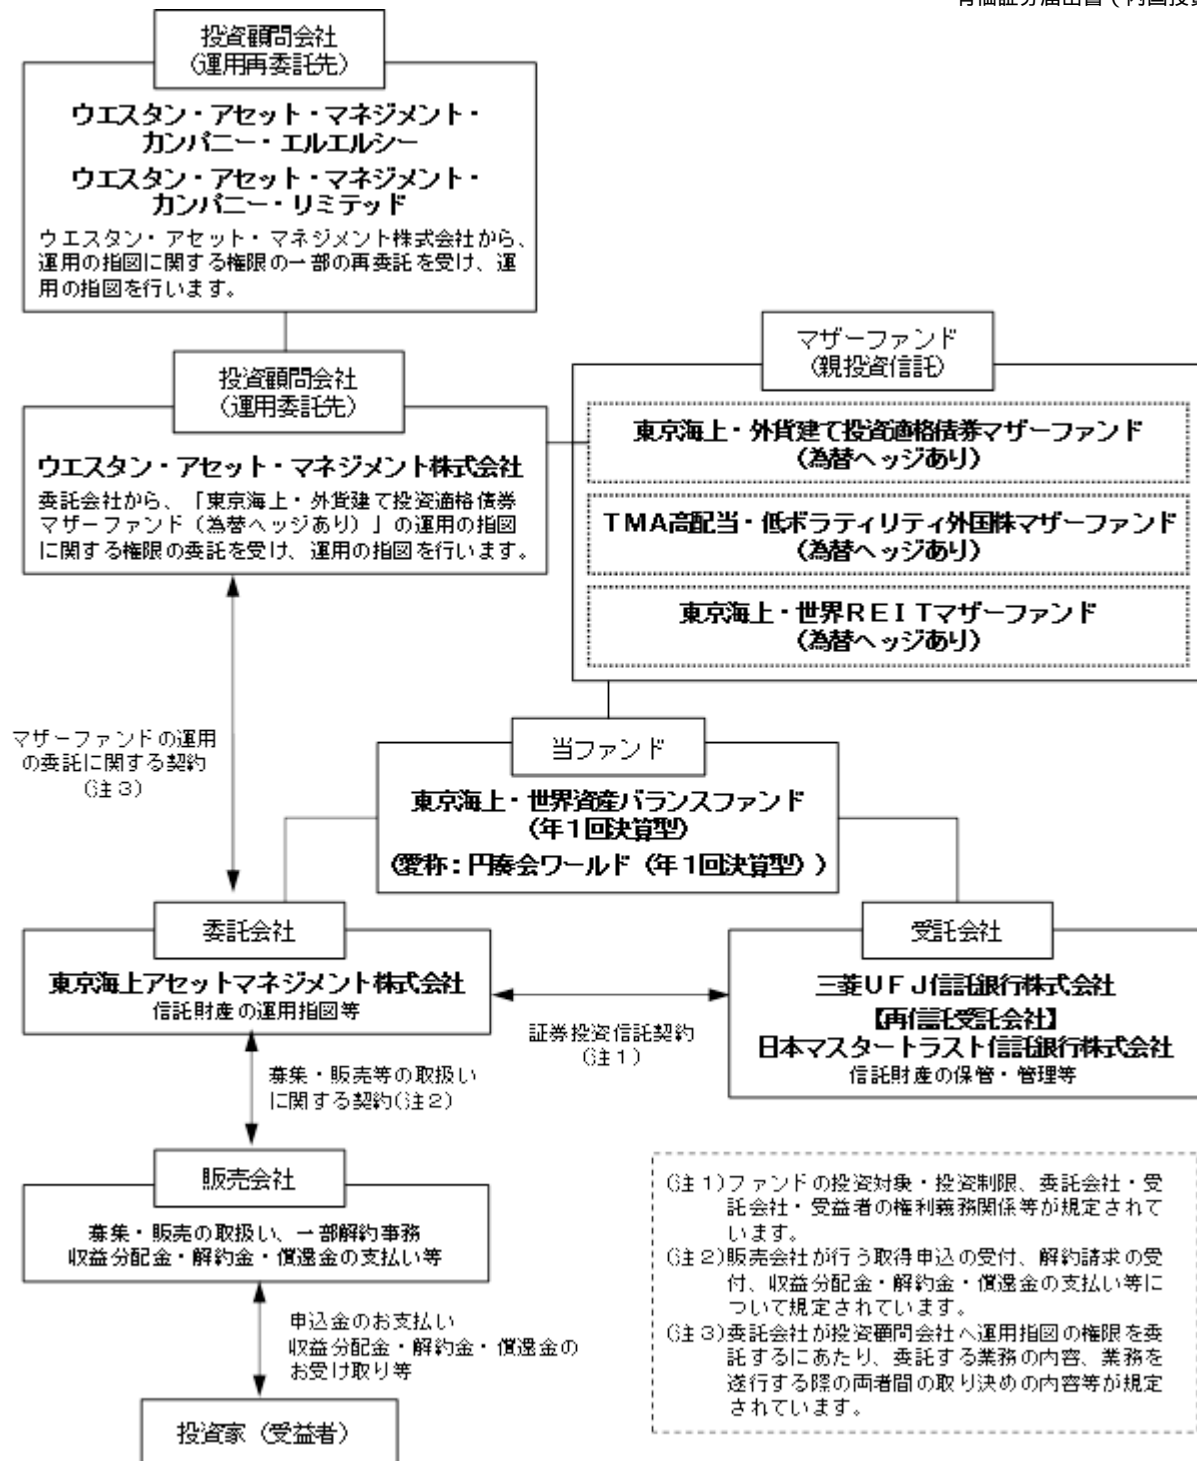 有価証券届出書（内国投資
投資顧問会社
（運用再委託先）
ウエスタン・アセット・マネジメント・
カンパニー・エルエルシー
ウエスタン・アセット・マネジメント・
カンパニー・リミテッド
ウエスタン・アセット・マネジメント株式会社から、
運用の指図に関する権限の一部の再委託を受け、運
用の指図を行います。
投資顧問会社
（運用委託先）
ウエスタン・アセット・マネジメント株式会社
委託会社から、「東京海上・外貨建て投資適格債券
マザーファンド（為替ヘッジあり）」の運用の指図
に関する権限の委託を受け、運用の指図を行います。
マザーファンド
（親投資信託）
東京海上・外貨建て投資適格債券マザーファンド
（為替ヘッジあり）
ＴＭＡ高配当・低ボラティリティ外国株マザーファンド
（為替ヘッジあり）
東京海上・世界ＲＥＩＴマザーファンド
（為替ヘッジあり）
マザーファンドの運用
の委託に関する契約
（注３）
当ファンド
東京海上・世界資産バランスファンド
（年１回決算型）
（愛称：円奏会ワールド（年１回決算型））
委託会社
東京海上アセットマネジメント株式会社
信託財産の運用指図等
証券投資信託契約
（注１）
受託会社
三菱ＵＦＪ信託銀行株式会社
【再信託受託会社】
日本マスタートラスト信託銀行株式会社
信託財産の保管・管理等
募集・販売等の取扱い
に関する契約（注２）
販売会社
募集・販売の取扱い、一部解約事務
収益分配金・解約金・償還金の支払い等
申込金のお支払い
収益分配金・解約金・償還金の
お受け取り等
投資家（受益者）
（注１）ファンドの投資対象・投資制限、委託会社・受
託会社・受益者の権利義務関係等が規定されて
います。
（注２）販売会社が行う取得申込の受付、解約請求の受
付、収益分配金・解約金・償還金の支払い等に
ついて規定されています。
（注３）委託会社が投資顧問会社へ運用指図の権限を委
託するにあたり、委託する業務の内容、業務を
遂行する際の両者間の取り決めの内容等が規定
されています。